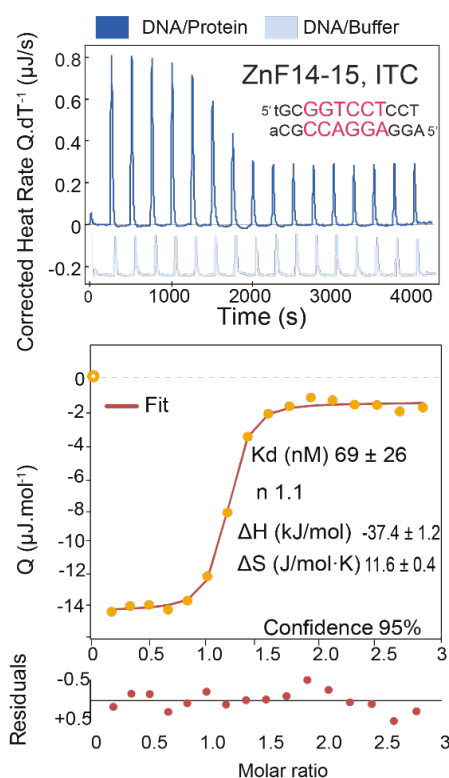 DNA/Protein DNA/Buffer
Corrected Heat Rate Q.dT⁻¹ (µJ/s)
0.8
0.6
0.4
0.2
0
-0.2
ZnF14-15, ITC
5' tGCGGTCCTCCT
aCGCCAGGAGGA 5'
0 1000 2000 3000 4000
Time (s)
Q (µJ.mol⁻¹)
0
-2
-4
-6
-8
-10
-12
-14
Fit
Kd (nM) 69 ± 26
n 1.1
ΔH (kJ/mol) -37.4 ± 1.2
ΔS (J/mol·K) 11.6 ± 0.4
Confidence 95%
0.5 1.0 1.5 2.0 2.5 3
Residuals
-0.5
+0.5
0 0.5 1.0 1.5 2.0 2.5 3
Molar ratio